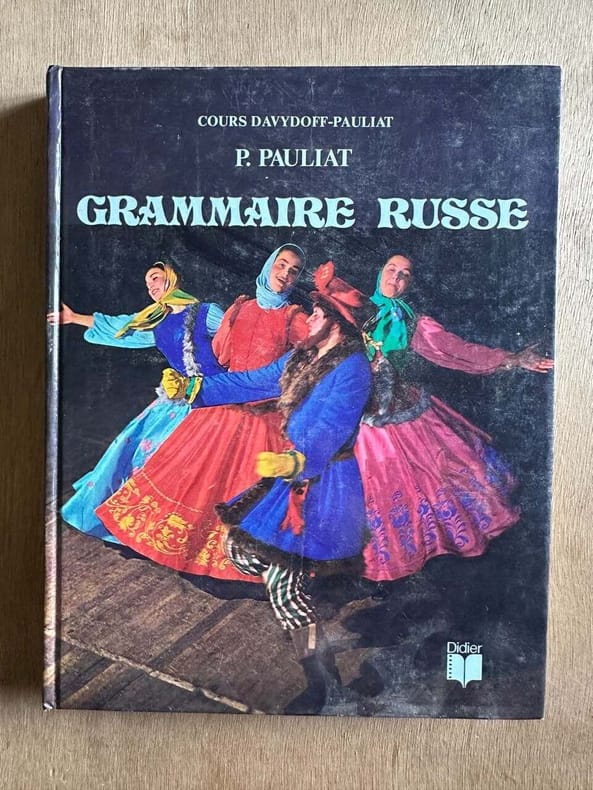 COURS DAVYDOFF-PAULIAT
P. PAULIAT
GRAMMAIRE RUSSE
Didier